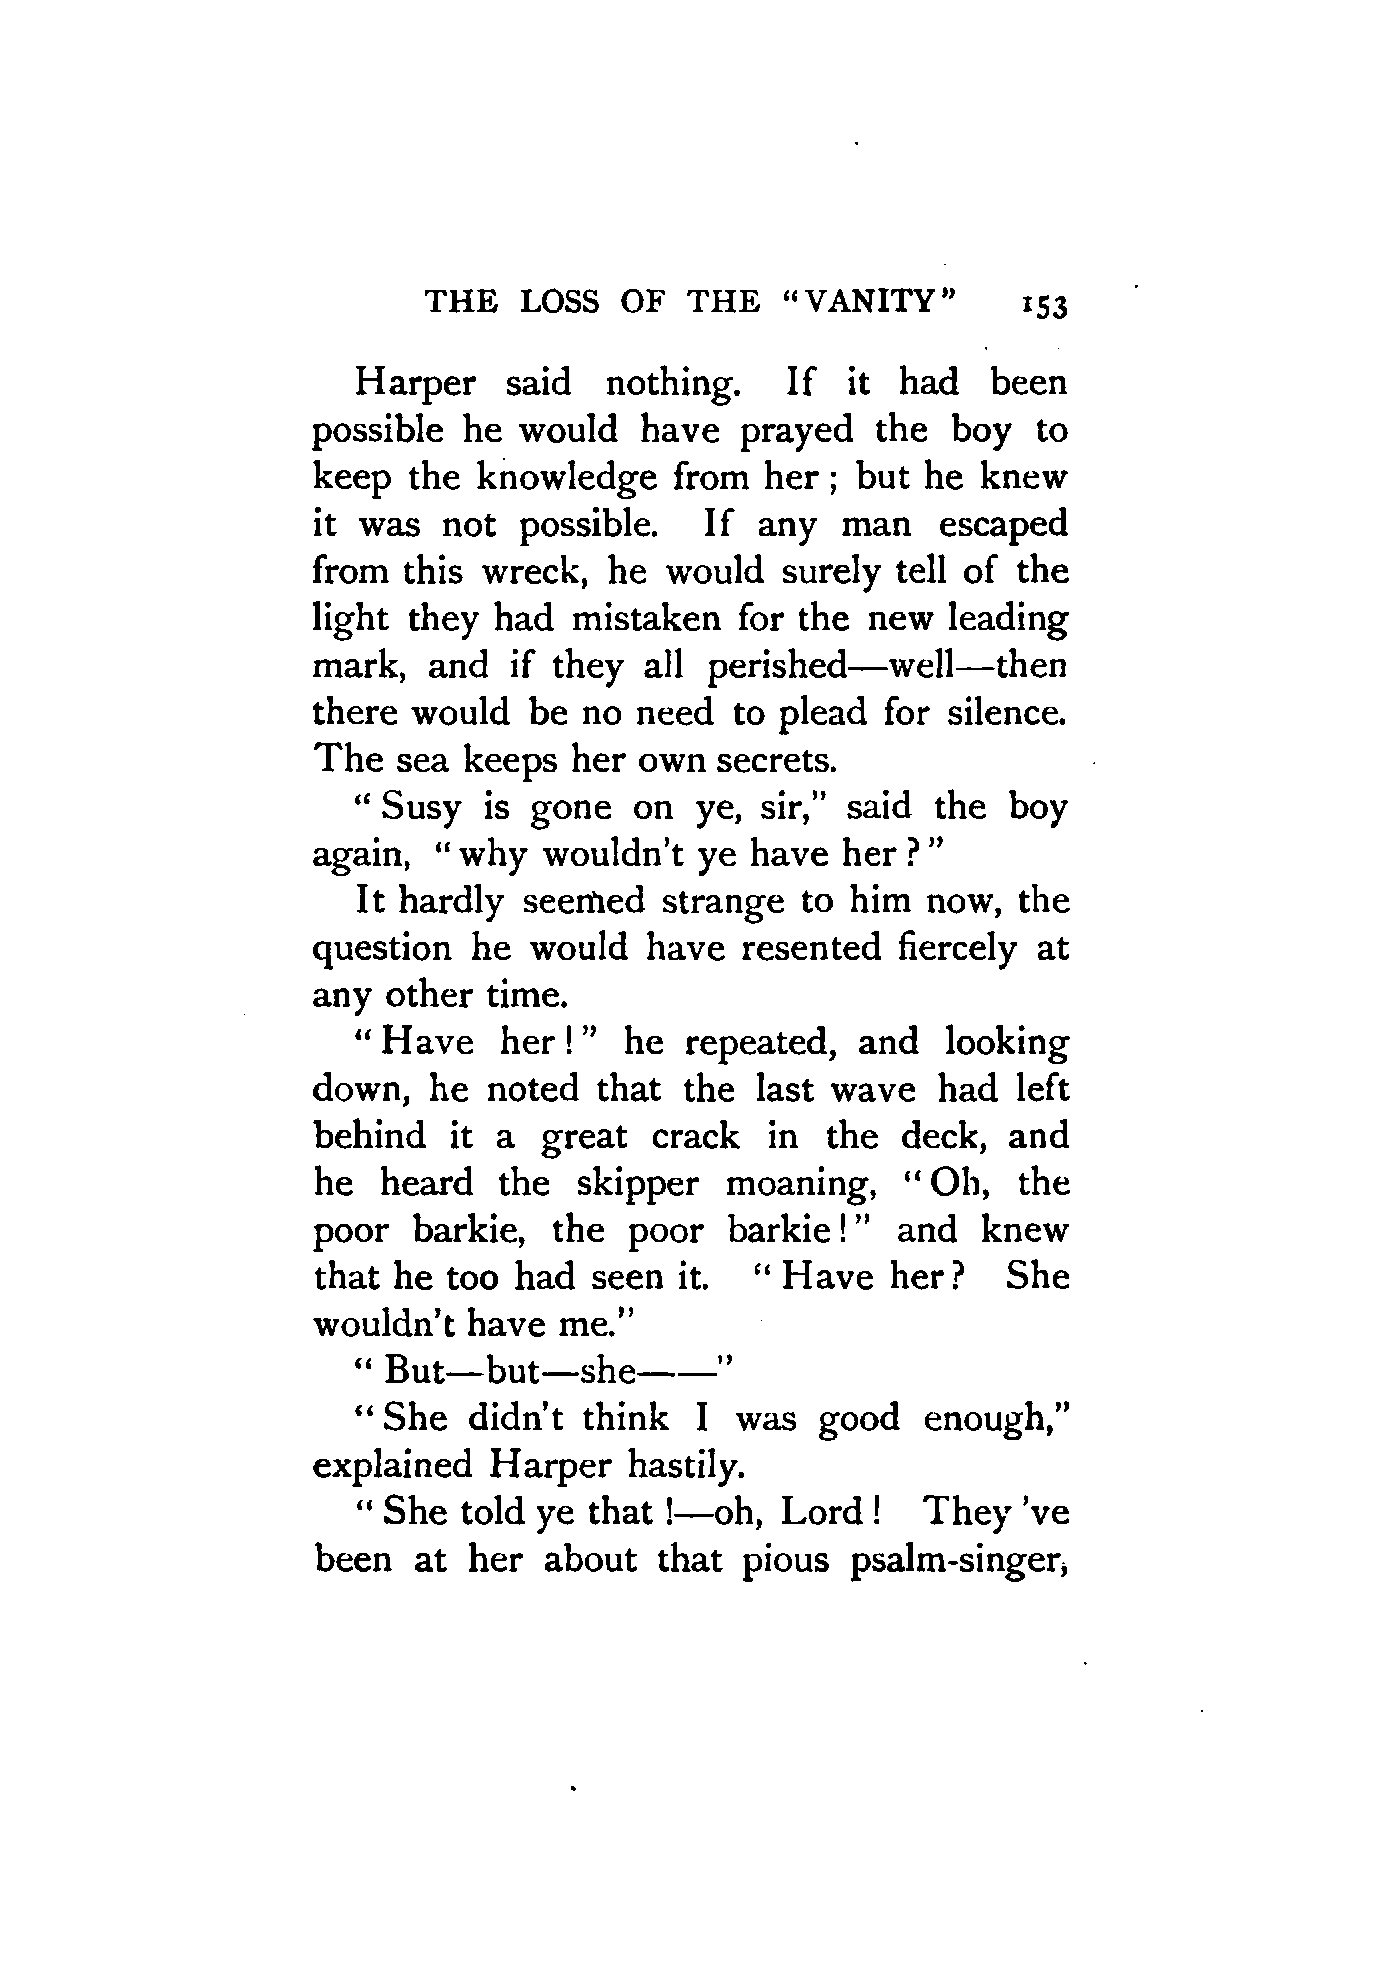 THE LOSS OF THE "VANITY" 153
Harper said nothing. If it had been
possible he would have prayed the boy to
keep the knowledge from her ; but he knew
it was not possible. If any man escaped
from this wreck, he would surely tell of the
light they had mistaken for the new leading
mark, and if they all perished—well—then
there would be no need to plead for silence.
The sea keeps her own secrets.
" Susy is gone on ye, sir," said the boy
again, " why wouldn't ye have her ? "
It hardly seemed strange to him now, the
question he would have resented fiercely at
any other time.
" Have her ! " he repeated, and looking
down, he noted that the last wave had left
behind it a great crack in the deck, and
he heard the skipper moaning, " Oh, the
poor barkie, the poor barkie ! " and knew
that he too had seen it. " Have her ? She
wouldn't have me."
" But—but—she——"
" She didn't think I was good enough,"
explained Harper hastily.
" She told ye that !—oh, Lord ! They 've
been at her about that pious psalm-singer,